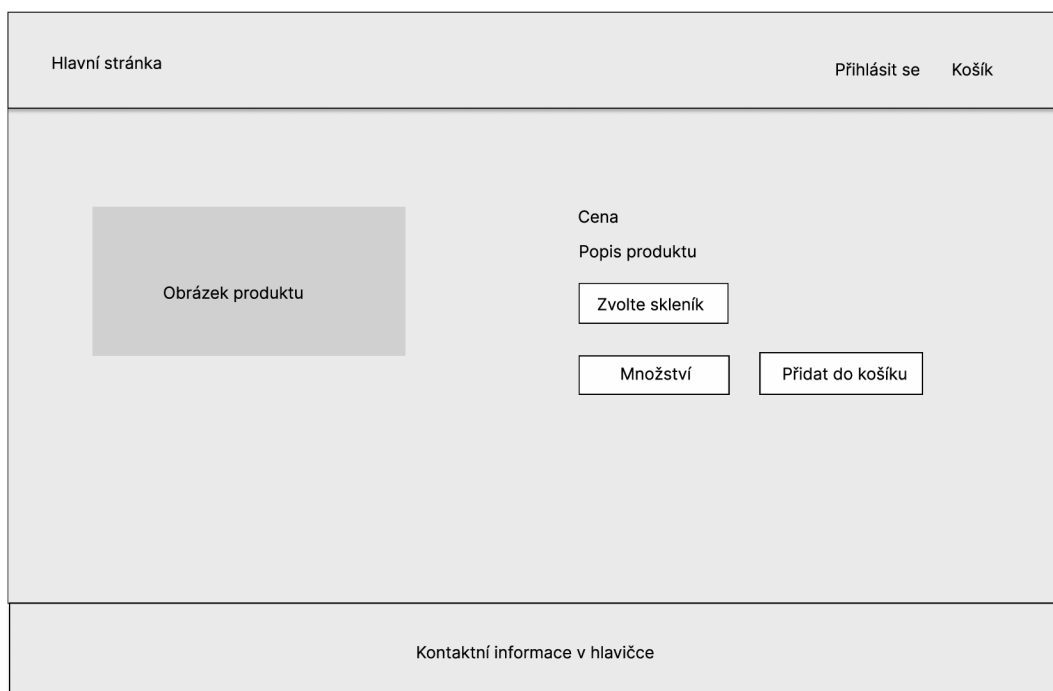 Hlavní stránka
Přihlásit se
Košík
Obrázek produktu
Cena
Popis produktu
Zvolte skleník
Množství
Přidat do košíku
Kontaktní informace v hlavičce